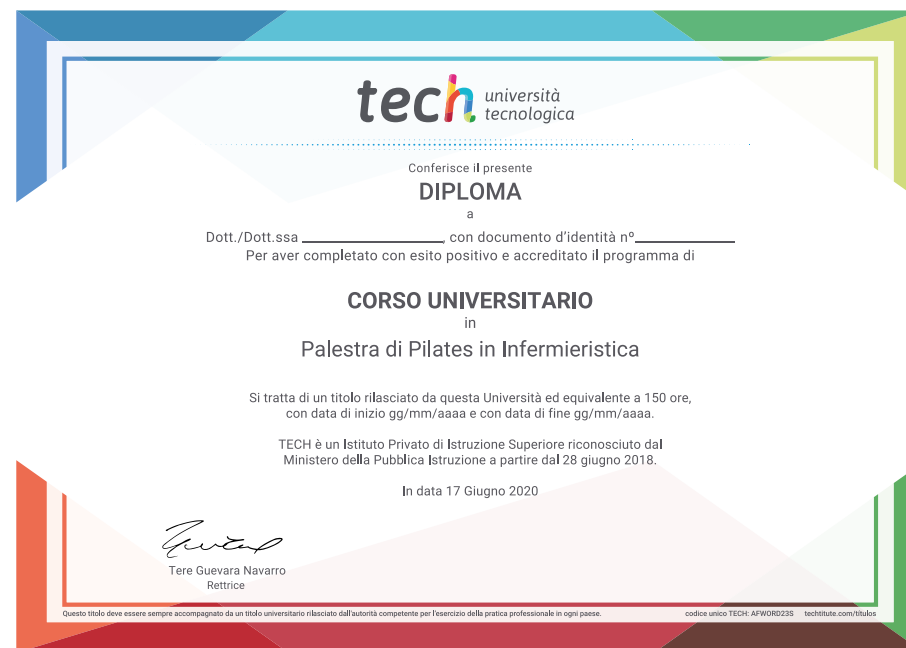 tech università
tecnologica
Conferisce il presente
DIPLOMA
a
Dott./Dott.ssa ________________, con documento d'identità nº____________
Per aver completato con esito positivo e accreditato il programma di
CORSO UNIVERSITARIO
in
Palestra di Pilates in Infermieristica
Si tratta di un titolo rilasciato da questa Università ed equivalente a 150 ore,
con data di inizio gg/mm/aaaa e con data di fine gg/mm/aaaa.
TECH è un Istituto Privato di Istruzione Superiore riconosciuto dal
Ministero della Pubblica Istruzione a partire dal 28 giugno 2018.
In data 17 Giugno 2020
Tere Guevara Navarro
Rettrice
Questo titolo deve essere sempre accompagnato da un titolo universitario rilasciato dall'autorità competente per l'esercizio della pratica professionale in ogni paese. codice unico TECH: AFWORD23S techtitute.com/titulos